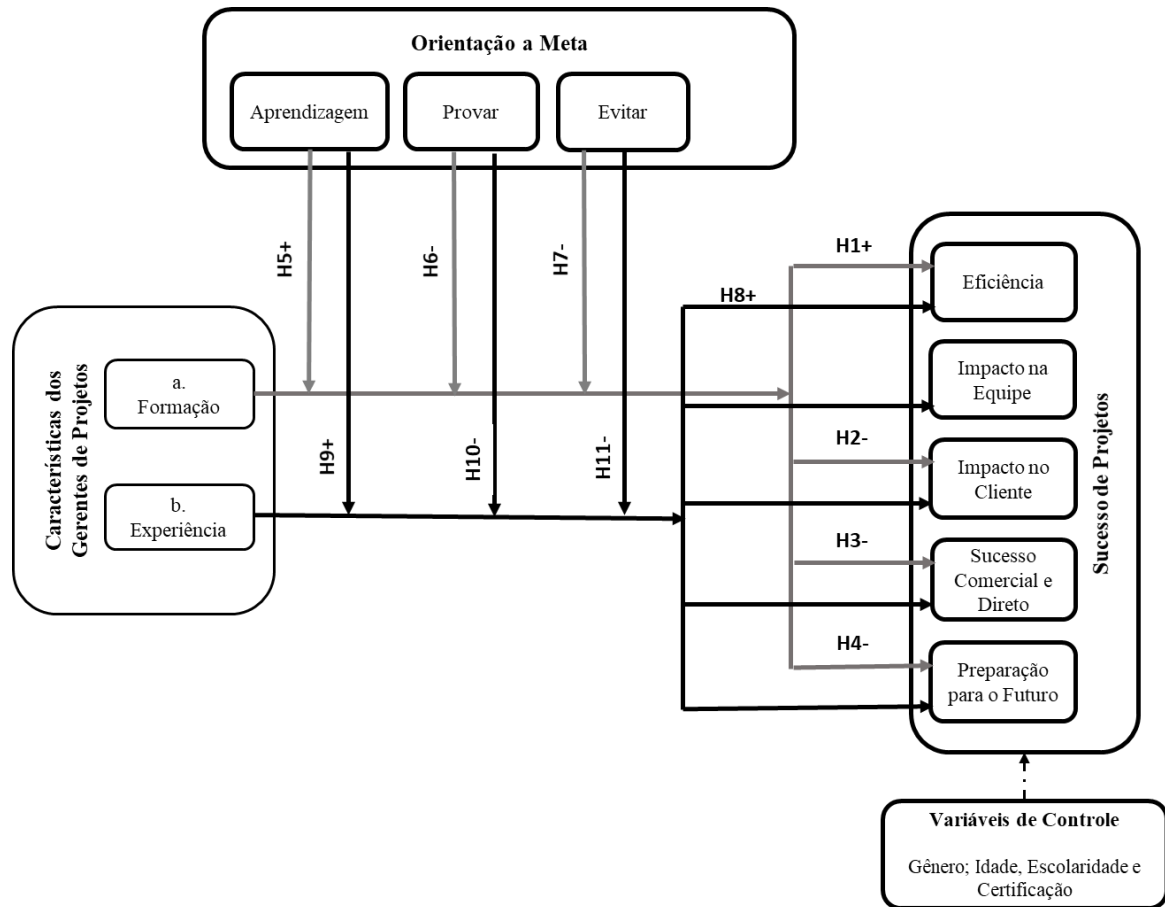 Orientação a Meta
Aprendizagem
Provar
Evitar
H5+
H6-
H7-
H1+
H8+
Eficiência
Impacto na
Equipe
Características dos
Gerentes de Projetos
a.
Formação
H9+
H10-
H11-
H2-
Impacto no
Cliente
b.
Experiência
H3-
Sucesso
Comercial e
Direto
Sucesso de Projetos
H4-
Preparação
para o Futuro
Variáveis de Controle
Gênero; Idade, Escolaridade e
Certificação